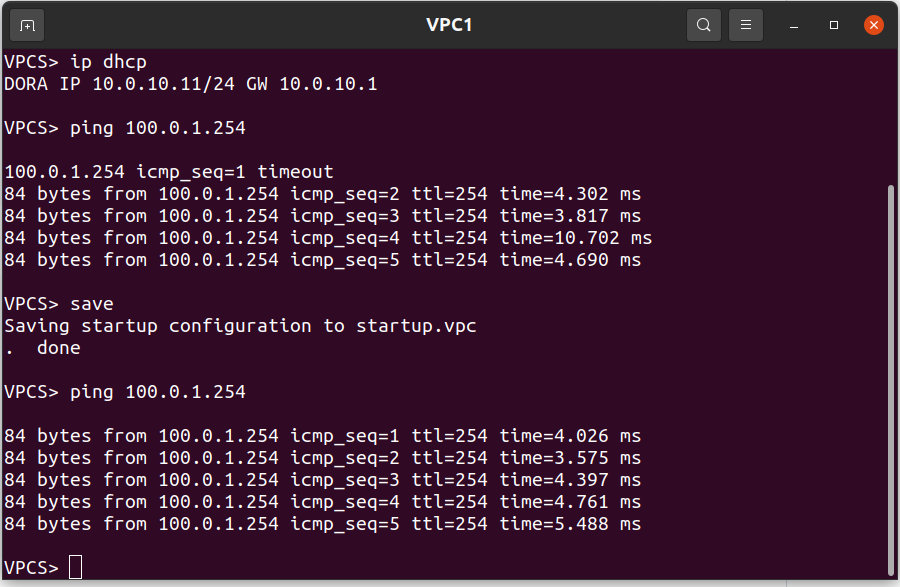 VPC1
VPCS> ip dhcp
DORA IP 10.0.10.11/24 GW 10.0.10.1
VPCS> ping 100.0.1.254
100.0.1.254 icmp_seq=1 timeout
84 bytes from 100.0.1.254 icmp_seq=2 ttl=254 time=4.302 ms
84 bytes from 100.0.1.254 icmp_seq=3 ttl=254 time=3.817 ms
84 bytes from 100.0.1.254 icmp_seq=4 ttl=254 time=10.702 ms
84 bytes from 100.0.1.254 icmp_seq=5 ttl=254 time=4.690 ms
VPCS> save
Saving startup configuration to startup.vpc
.  done
VPCS> ping 100.0.1.254
84 bytes from 100.0.1.254 icmp_seq=1 ttl=254 time=4.026 ms
84 bytes from 100.0.1.254 icmp_seq=2 ttl=254 time=3.575 ms
84 bytes from 100.0.1.254 icmp_seq=3 ttl=254 time=4.397 ms
84 bytes from 100.0.1.254 icmp_seq=4 ttl=254 time=4.761 ms
84 bytes from 100.0.1.254 icmp_seq=5 ttl=254 time=5.488 ms
VPCS>